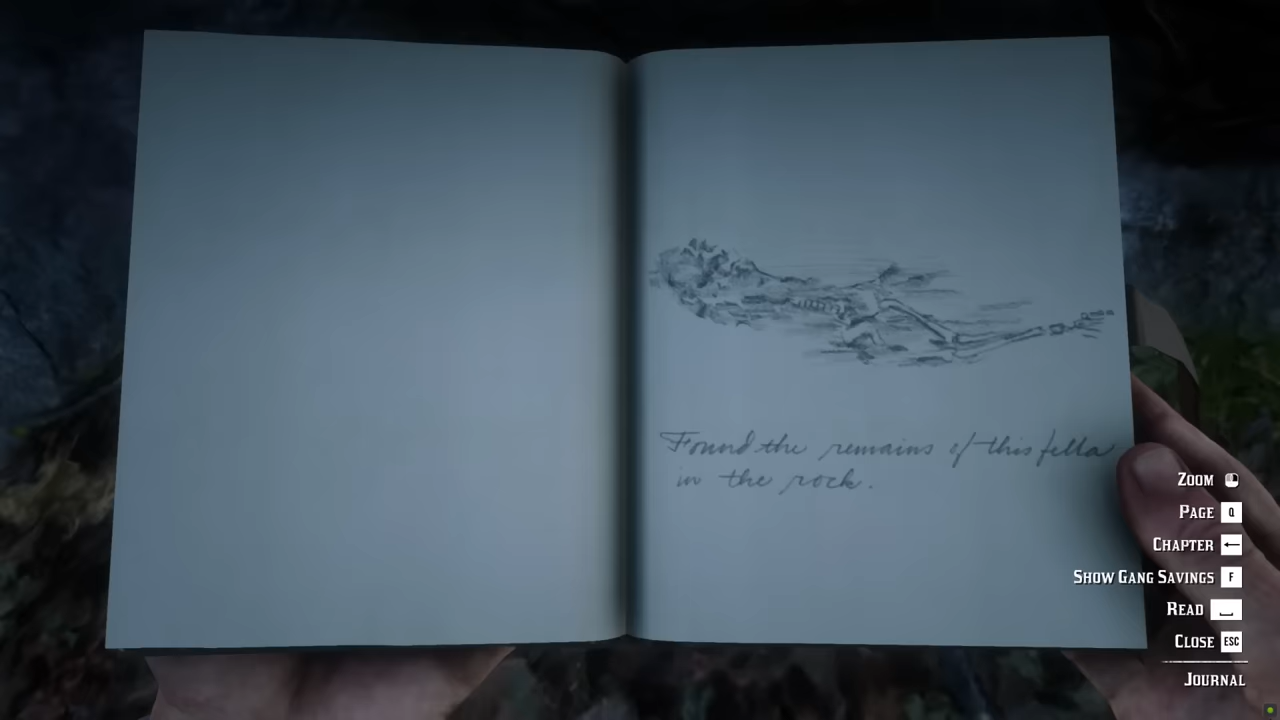 Found the remains of this fella
in the rock.
ZOOM
PAGE Q
CHAPTER ←
SHOW GANG SAVINGS F
READ
CLOSE ESC
JOURNAL